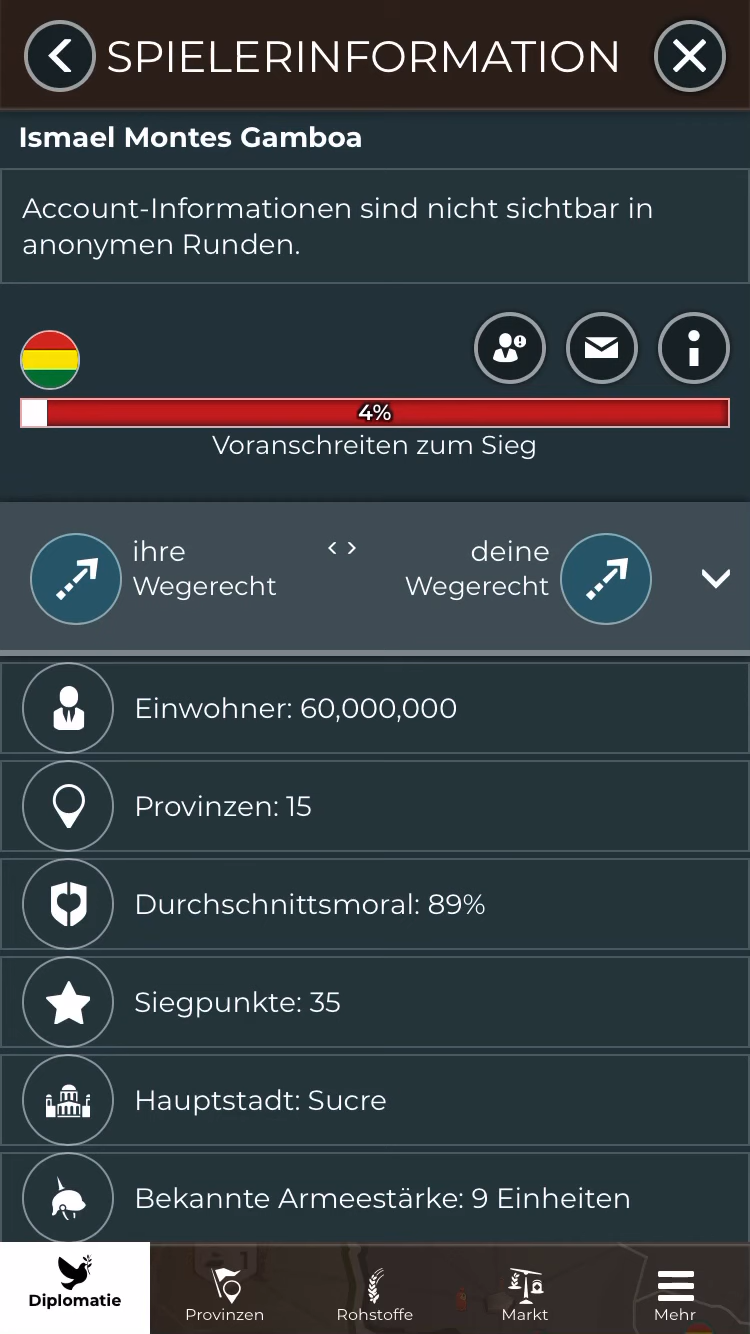 SPIELERINFORMATION
Ismael Montes Gamboa
Account-Informationen sind nicht sichtbar in
anonymen Runden.
4%
Voranschreiten zum Sieg
ihre
Wegerecht
< >
deine
Wegerecht
Einwohner: 60,000,000
Provinzen: 15
Durchschnittsmoral: 89%
Siegpunkte: 35
Hauptstadt: Sucre
Bekannte Armeestärke: 9 Einheiten
Diplomatie
Provinzen
Rohstoffe
Markt
Mehr